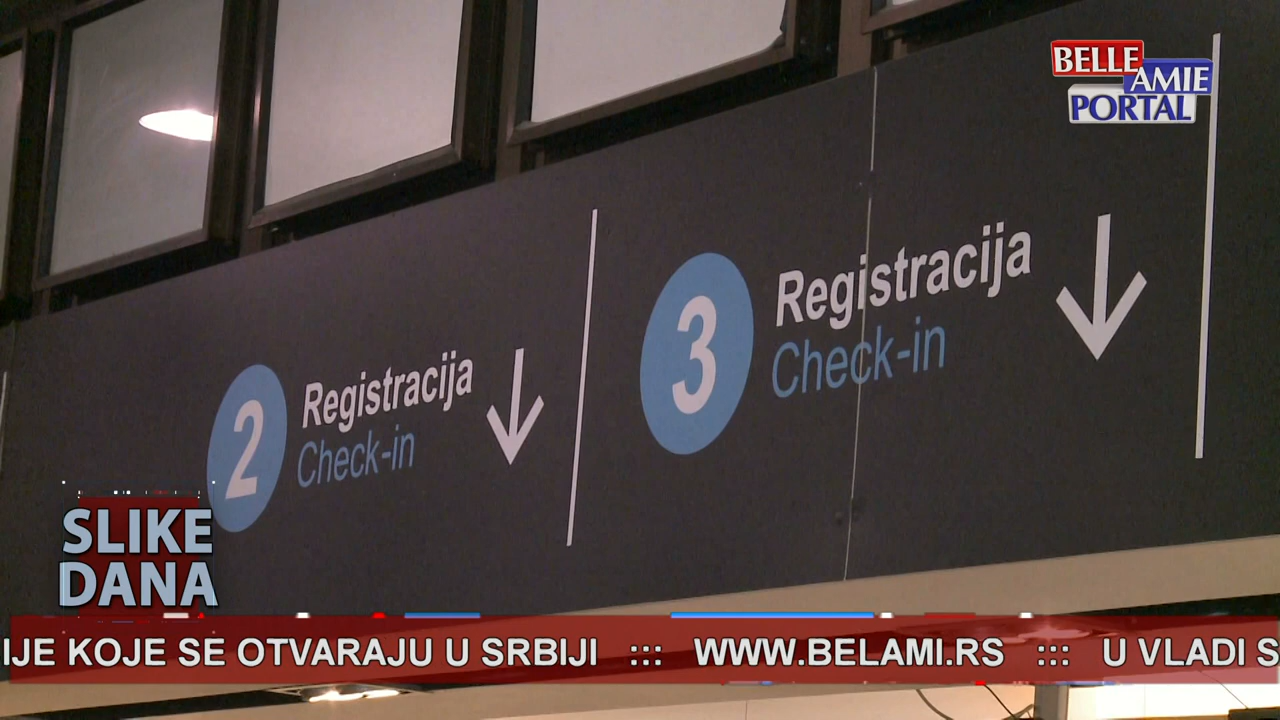 BELLE
AMIE
PORTAL
3
Registracija
Check-in
2
Registracija
Check-in
SLIKE
DANA
IJE KOJE SE OTVARAJU U SRBIJI ::: WWW.BELAMI.RS ::: U VLADI S